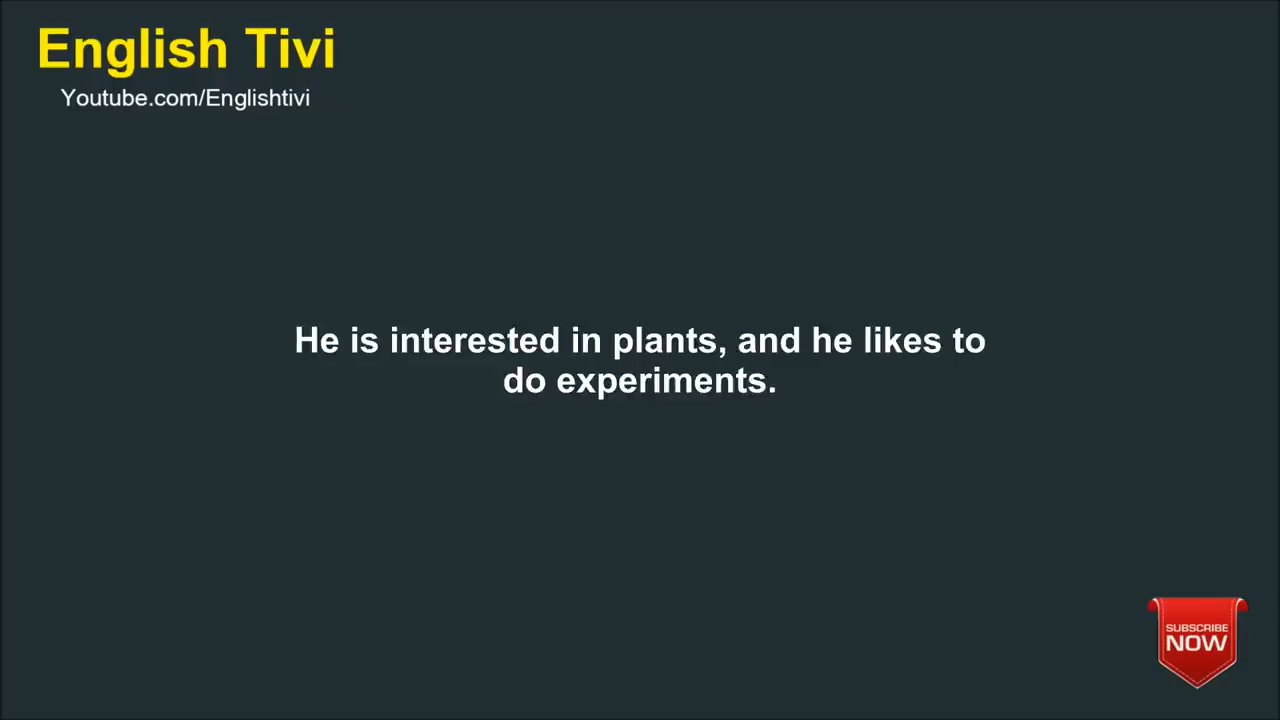 English Tivi
Youtube.com/Englishtivi
He is interested in plants, and he likes to
do experiments.
SUBSCRIBE
NOW